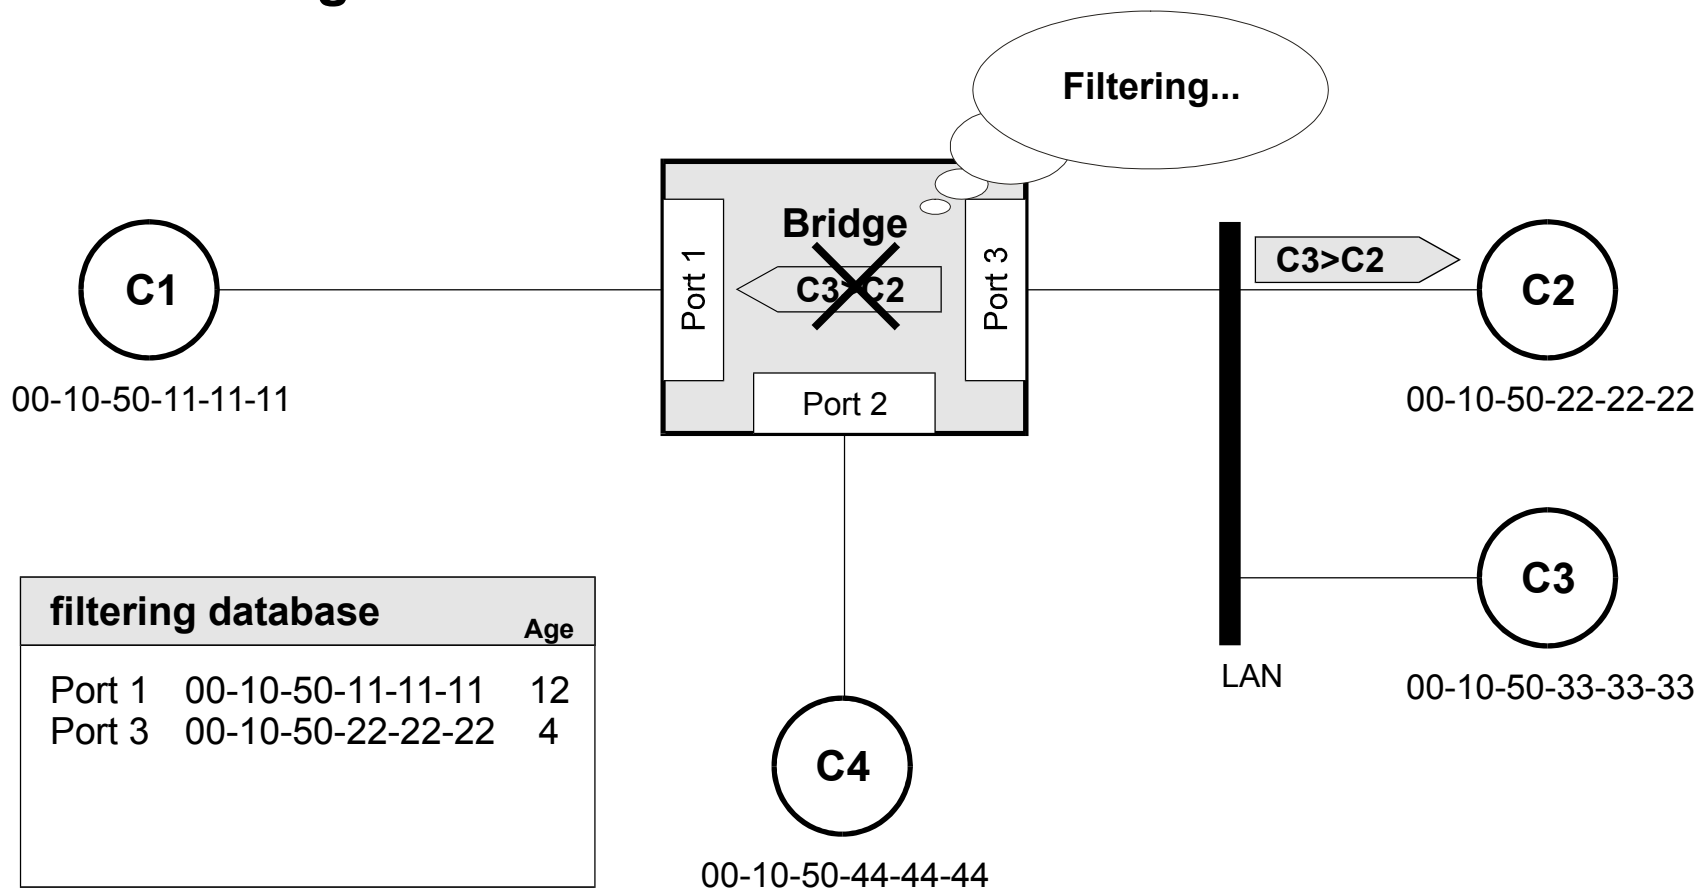 Filtering...
Bridge
C3>C2
Port 1
Port 3
Port 2
C3>C2
C1
00-10-50-11-11-11
C2
00-10-50-22-22-22
C3
00-10-50-33-33-33
LAN
C4
00-10-50-44-44-44
filtering database Age
Port 1 00-10-50-11-11-11 12
Port 3 00-10-50-22-22-22 4